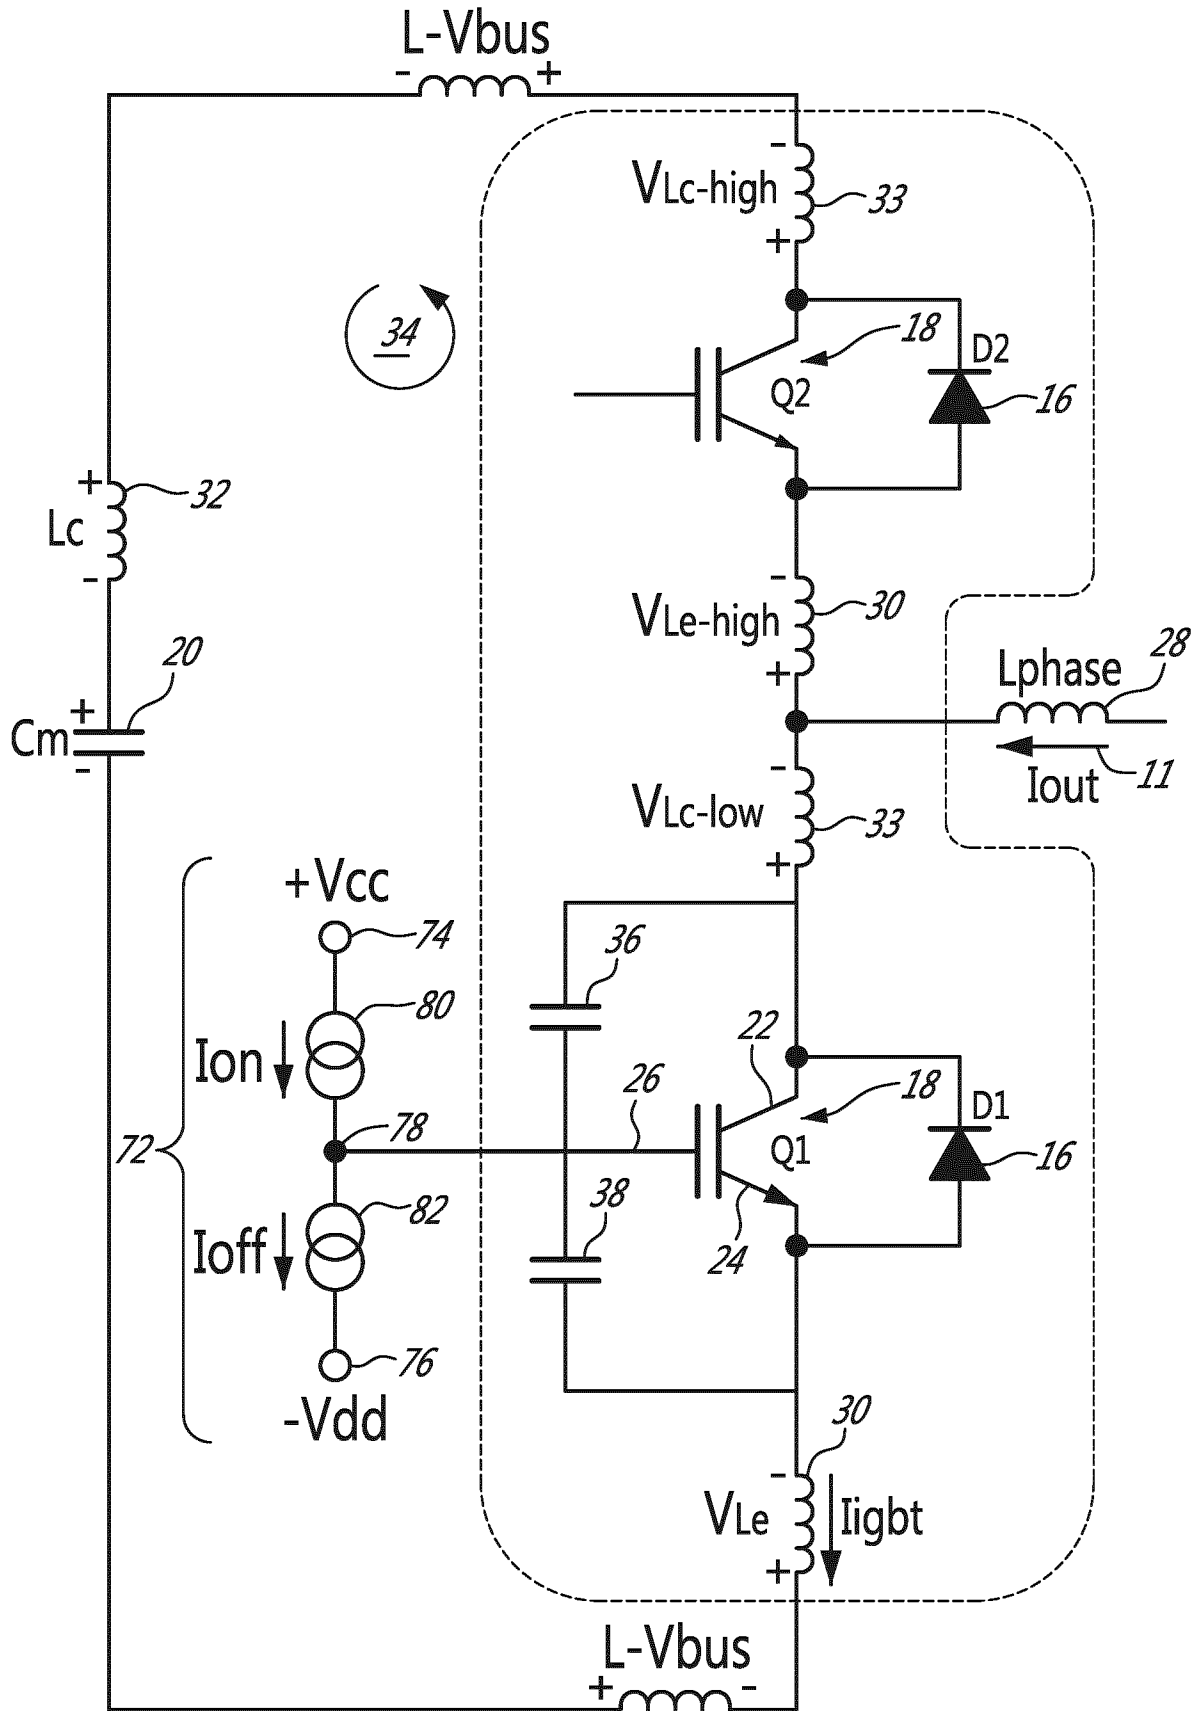 L-Vbus
- +
-
VLc-high
33
+
34
18
D2
Q2
16
+
32
Lc
-
-
VLe-high
30
+
20
Lphase
28
+
Cm
-
Iout
11
-
VLc-low
33
+
+Vcc
74
36
80
Ion
22
26
18
D1
78
Q1
16
72
82
38
Ioff
24
76
-Vdd
30
-
VLe
Iigbt
+
L-Vbus
+ -